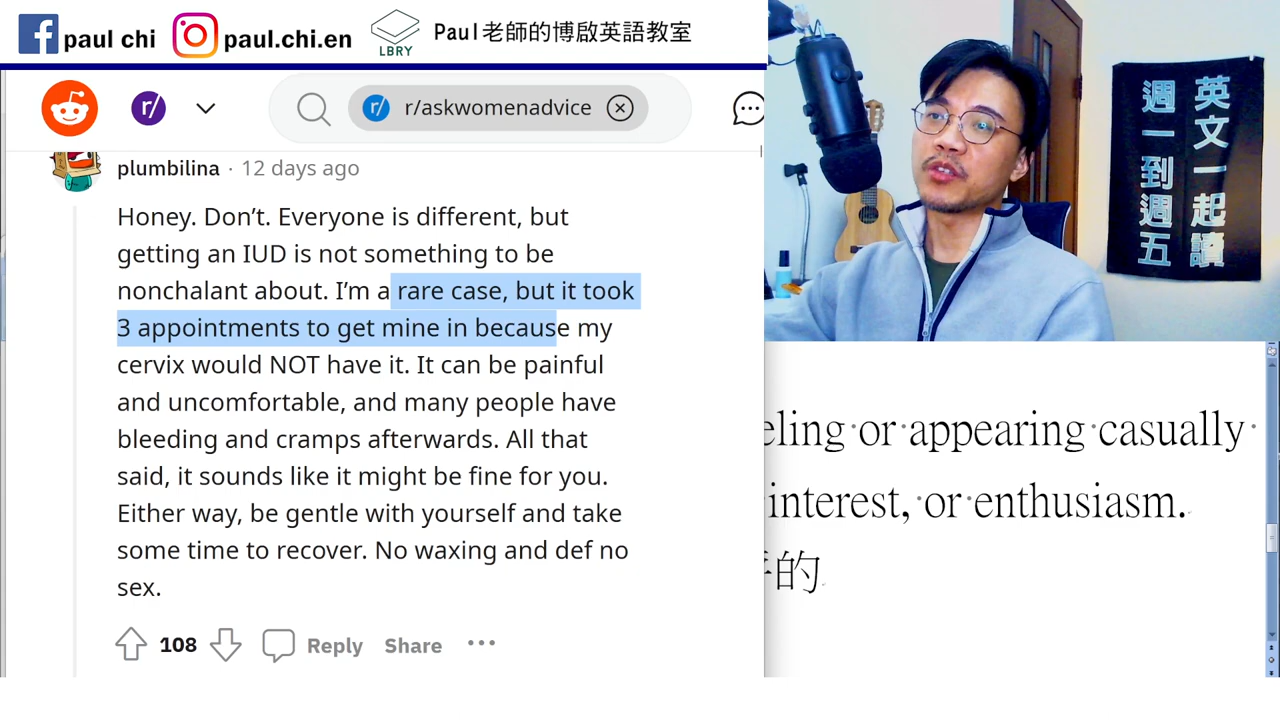 paul chi
paul.chi.en
LBRY
Paul老師的博啟英語教室
r/
r/
r/askwomenadvice
plumbilina · 12 days ago
Honey. Don’t. Everyone is different, but
getting an IUD is not something to be
nonchalant about. I’m a rare case, but it took
3 appointments to get mine in because my
cervix would NOT have it. It can be painful
and uncomfortable, and many people have
bleeding and cramps afterwards. All that
said, it sounds like it might be fine for you.
Either way, be gentle with yourself and take
some time to recover. No waxing and def no
sex.
108
Reply
Share
英文一起讀
週一到週五
eling or appearing casually
interest, or enthusiasm.
的